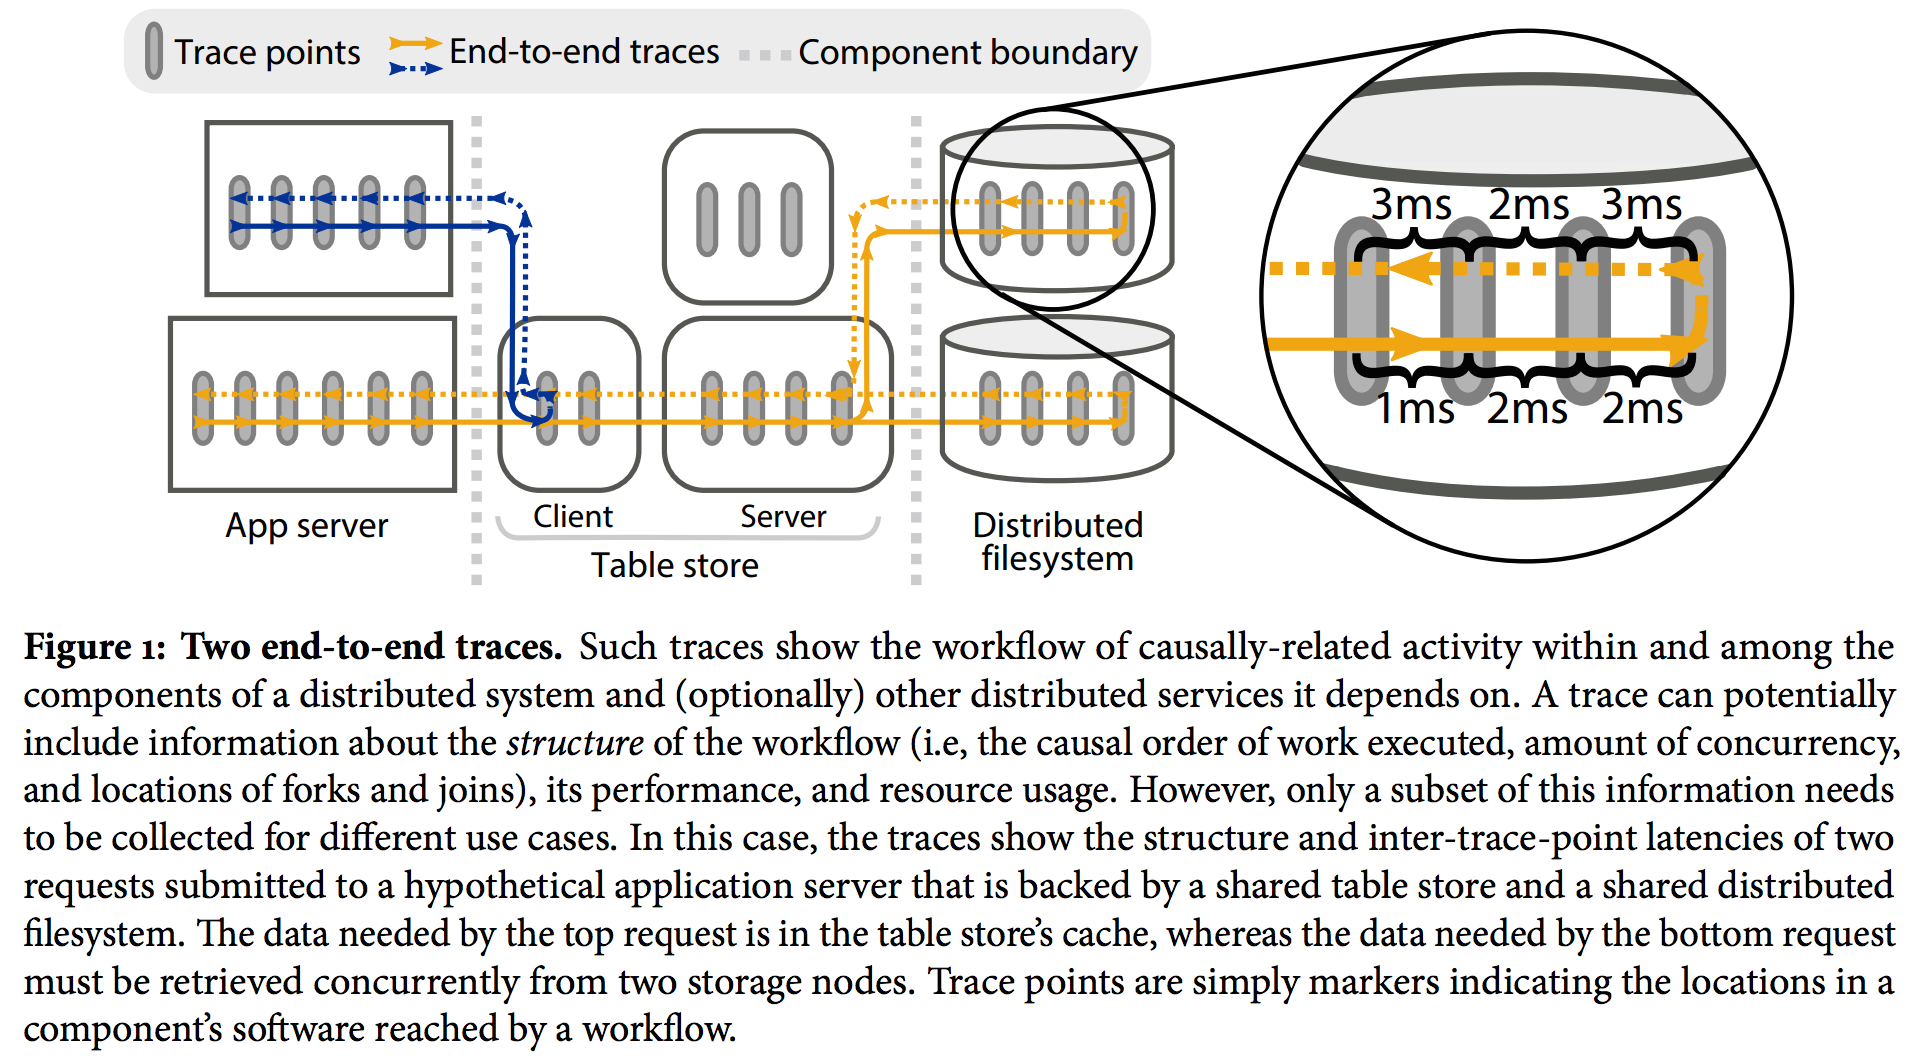 Trace points End-to-end traces Component boundary
3ms 2ms 3ms
1ms 2ms 2ms
Client Server
App server
Table store
Distributed
filesystem
Figure 1: Two end-to-end traces. Such traces show the workflow of causally-related activity within and among the
components of a distributed system and (optionally) other distributed services it depends on. A trace can potentially
include information about the structure of the workflow (i.e, the causal order of work executed, amount of concurrency,
and locations of forks and joins), its performance, and resource usage. However, only a subset of this information needs
to be collected for different use cases. In this case, the traces show the structure and inter-trace-point latencies of two
requests submitted to a hypothetical application server that is backed by a shared table store and a shared distributed
filesystem. The data needed by the top request is in the table store’s cache, whereas the data needed by the bottom request
must be retrieved concurrently from two storage nodes. Trace points are simply markers indicating the locations in a
component’s software reached by a workflow.